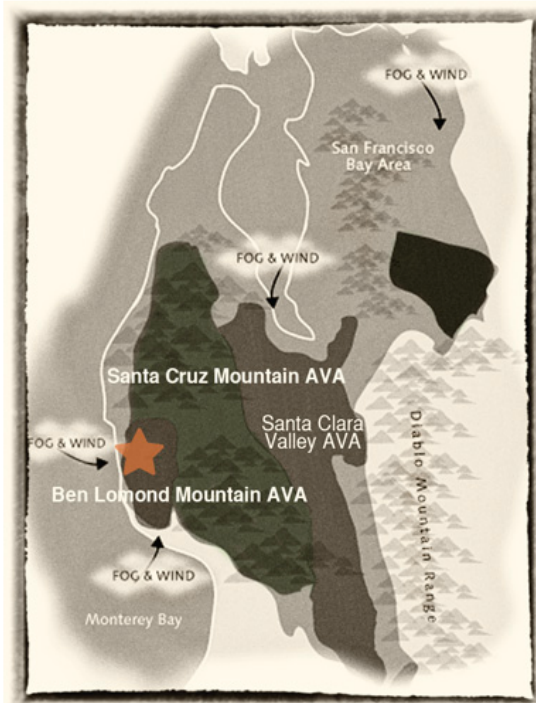 FOG & WIND
San Francisco
Bay Area
FOG & WIND
Santa Cruz Mountain AVA
Santa Clara
Valley AVA
Diablo Mountain Range
FOG & WIND
Ben Lomond Mountain AVA
FOG & WIND
Monterey Bay